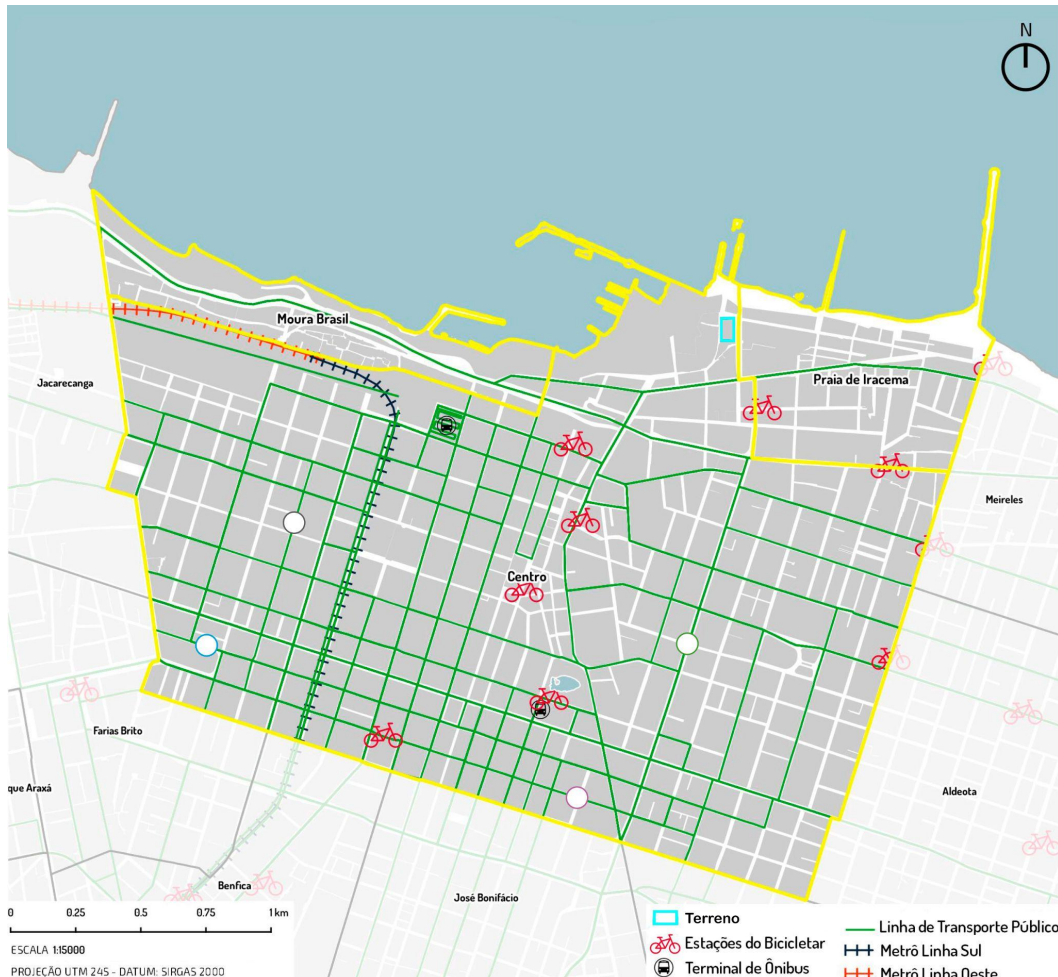 N
Moura Brasil
Jacarecanga
Praia de Iracema
Meireles
Centro
Farias Brito
que Araxá
Aldeota
Benfica
José Bonifácio
0 0.25 0.5 0.75 1 km
ESCALA 1:15000
PROJEÇÃO UTM 24S - DATUM: SIRGAS 2000
Terreno
Estações do Bicicletar
Terminal de Ônibus
Linha de Transporte Público
Metrô Linha Sul
Metrô Linha Oeste